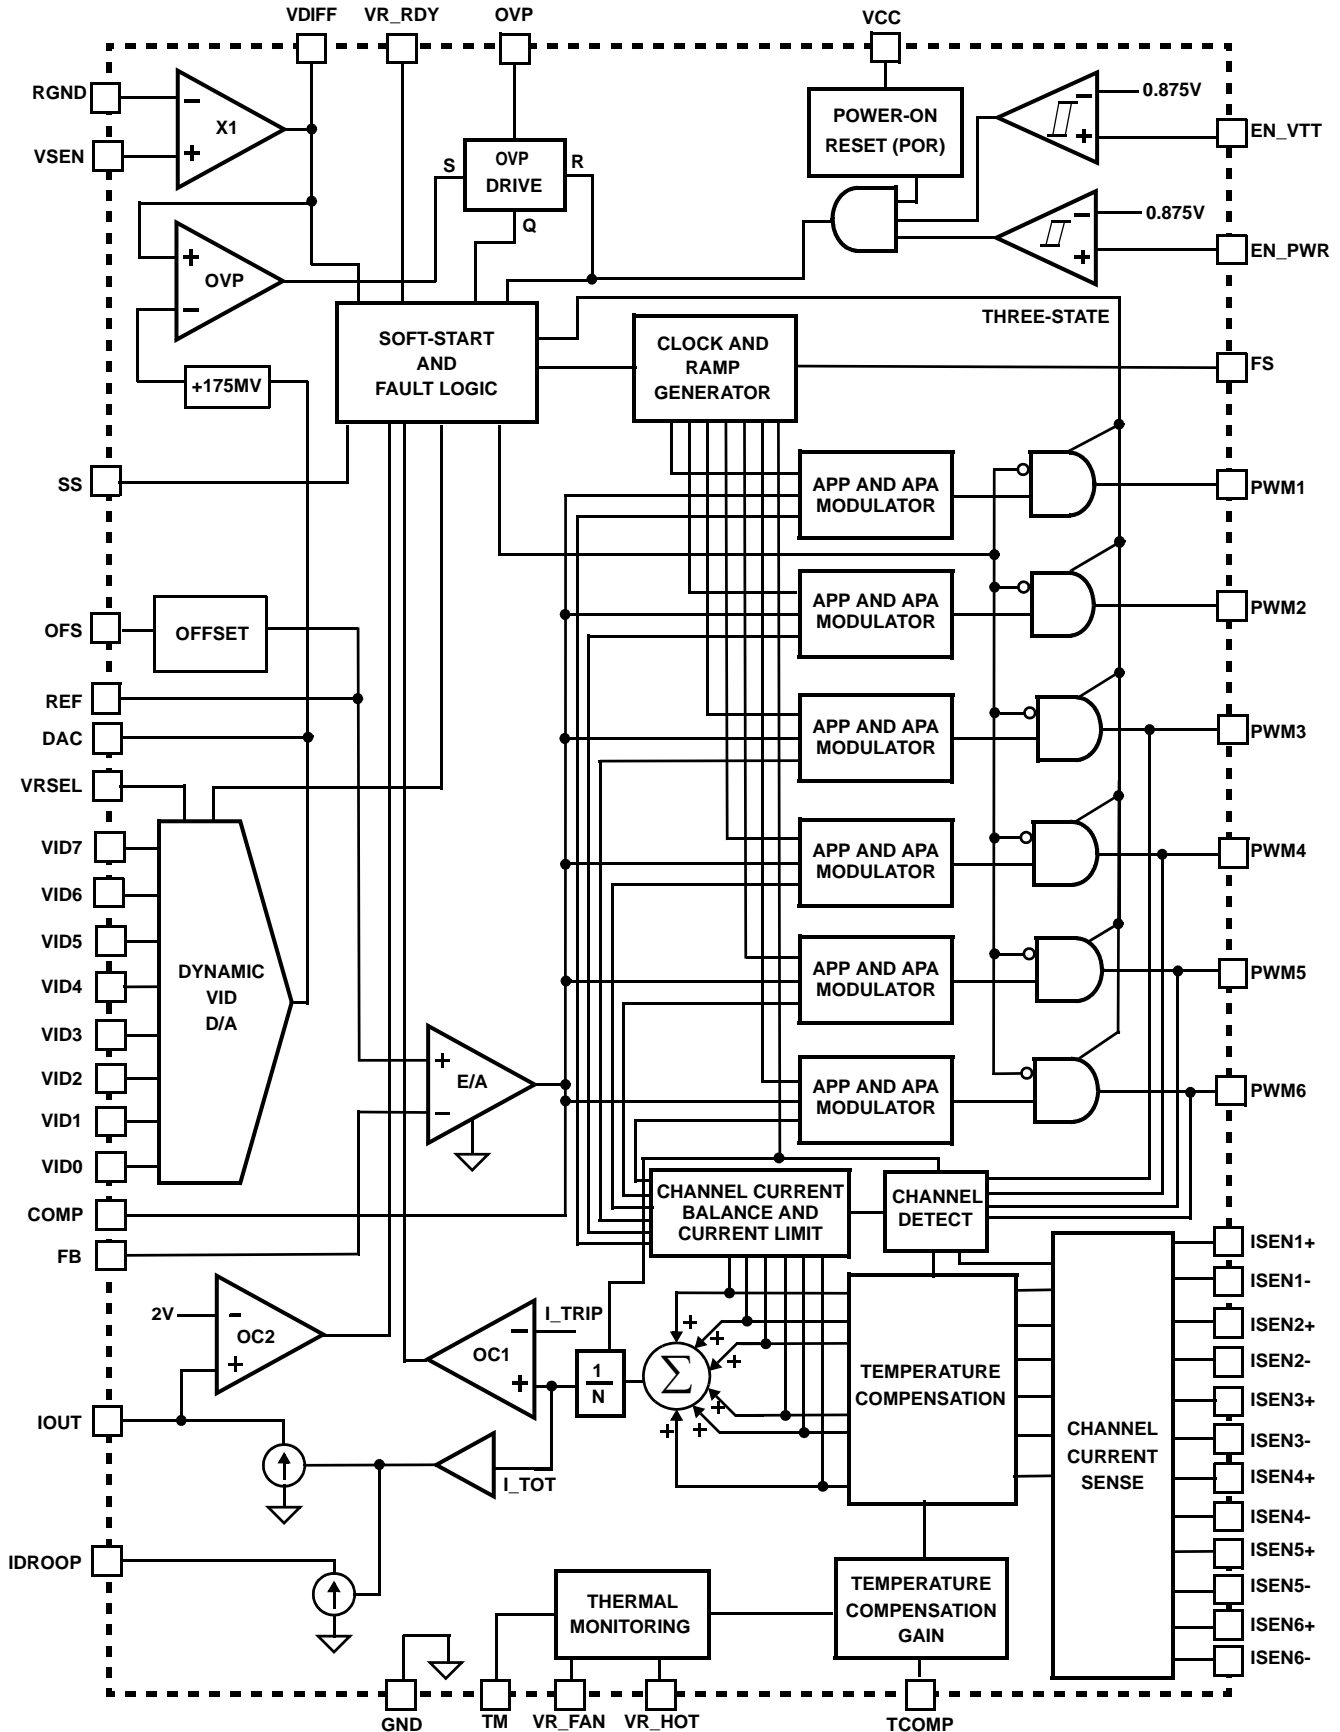 VDIFF
VR_RDY
OVP
VCC
RGND
VSEN
X1
S
OVP
DRIVE
R
Q
POWER-ON
RESET (POR)
0.875V
EN_VTT
0.875V
EN_PWR
OVP
+175MV
SOFT-START
AND
FAULT LOGIC
THREE-STATE
CLOCK AND
RAMP
GENERATOR
FS
SS
APP AND APA
MODULATOR
PWM1
APP AND APA
MODULATOR
PWM2
OFS
OFFSET
REF
DAC
APP AND APA
MODULATOR
PWM3
VRSEL
VID7
VID6
VID5
VID4
VID3
VID2
VID1
VID0
DYNAMIC
VID
D/A
APP AND APA
MODULATOR
PWM4
APP AND APA
MODULATOR
PWM5
E/A
APP AND APA
MODULATOR
PWM6
COMP
FB
CHANNEL CURRENT
BALANCE AND
CURRENT LIMIT
CHANNEL
DETECT
2V
OC2
I_TRIP
OC1
1
N
Σ
TEMPERATURE
COMPENSATION
CHANNEL
CURRENT
SENSE
ISEN1+
ISEN1-
ISEN2+
ISEN2-
ISEN3+
ISEN3-
ISEN4+
ISEN4-
ISEN5+
ISEN5-
ISEN6+
ISEN6-
IOUT
I_TOT
IDROOP
THERMAL
MONITORING
TEMPERATURE
COMPENSATION
GAIN
GND
TM
VR_FAN
VR_HOT
TCOMP